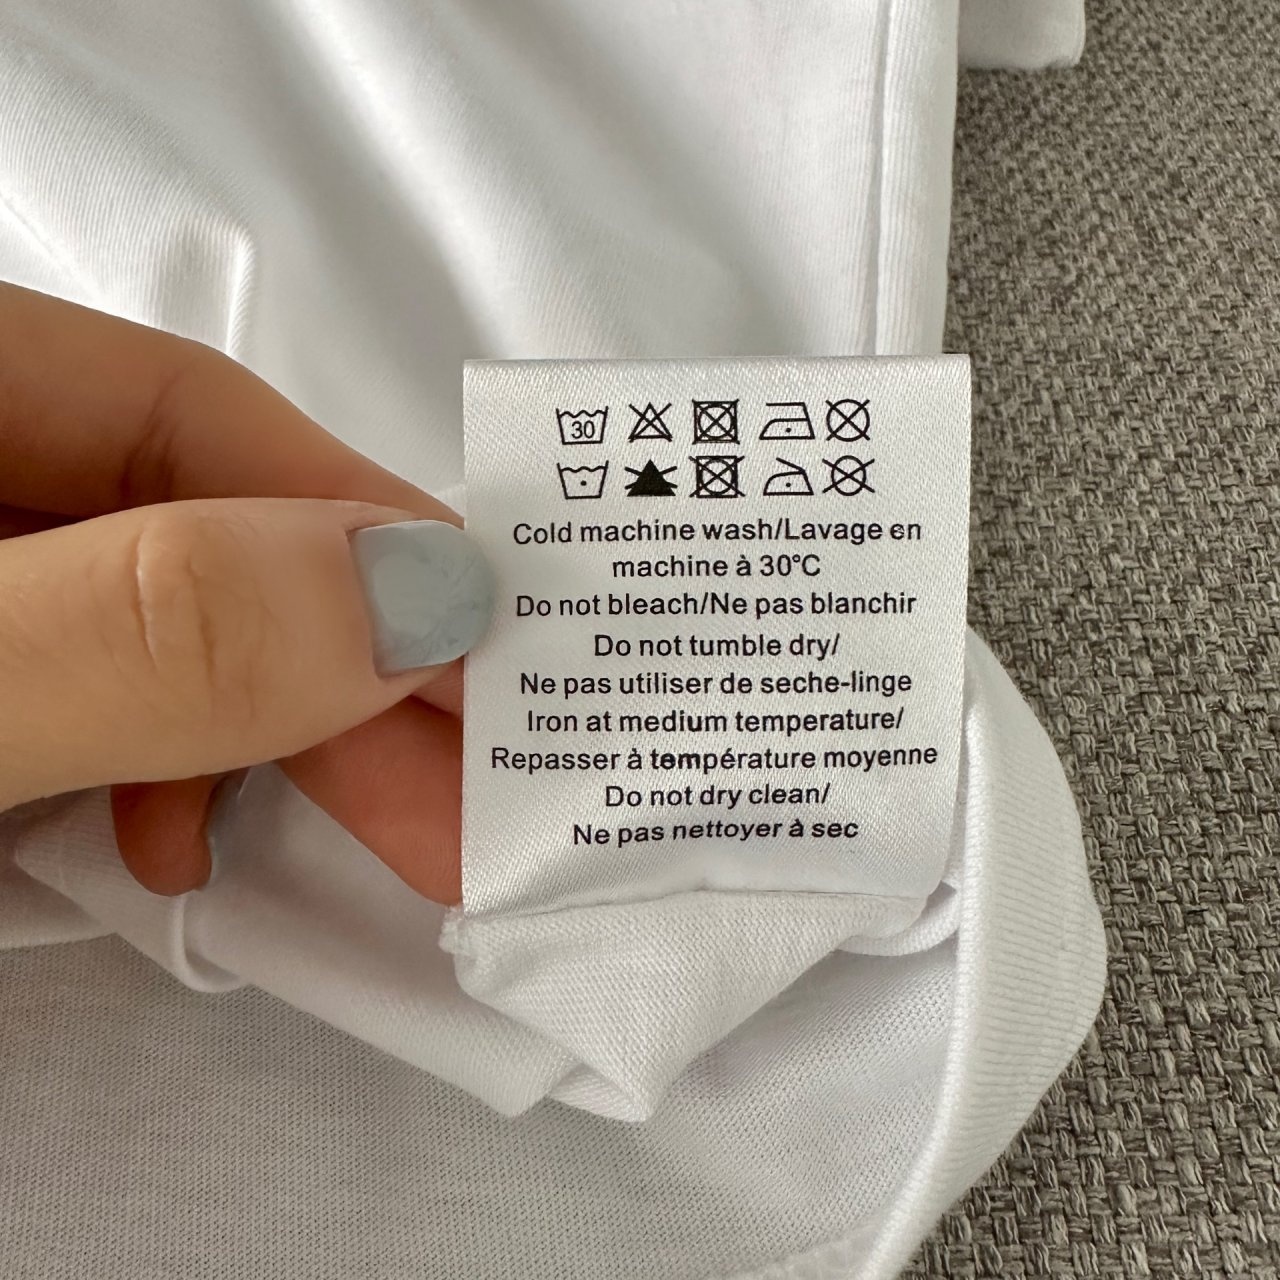 30
Cold machine wash/Lavage en
machine à 30°C
Do not bleach/Ne pas blanchir
Do not tumble dry/
Ne pas utiliser de seche-linge
Iron at medium temperature/
Repasser à température moyenne
Do not dry clean/
Ne pas nettoyer à sec